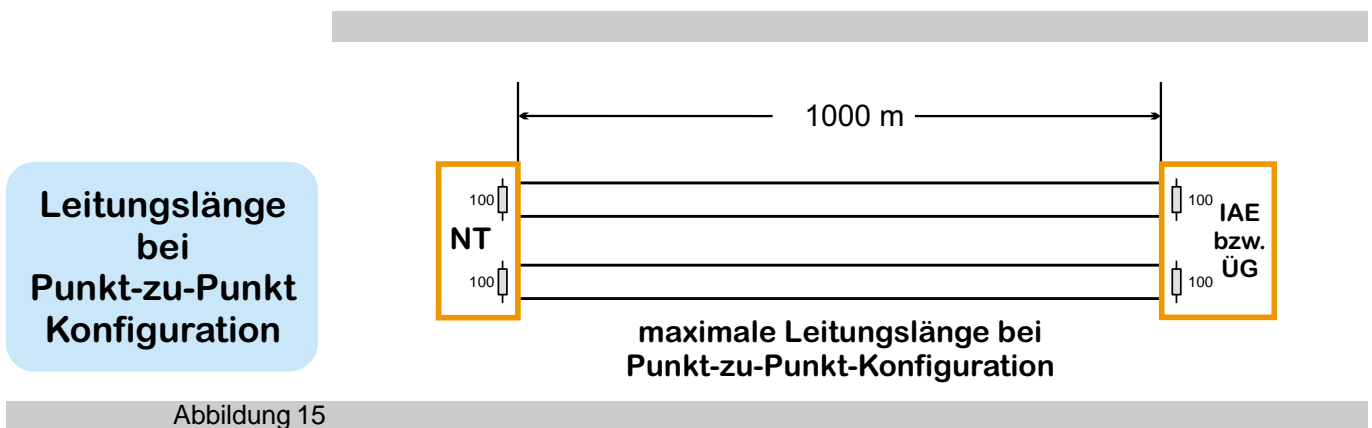 1000 m
Leitungslänge
bei
Punkt-zu-Punkt
Konfiguration
100
NT
100
100
IAE
bzw.
ÜG
100
maximale Leitungslänge bei
Punkt-zu-Punkt-Konfiguration
Abbildung 15